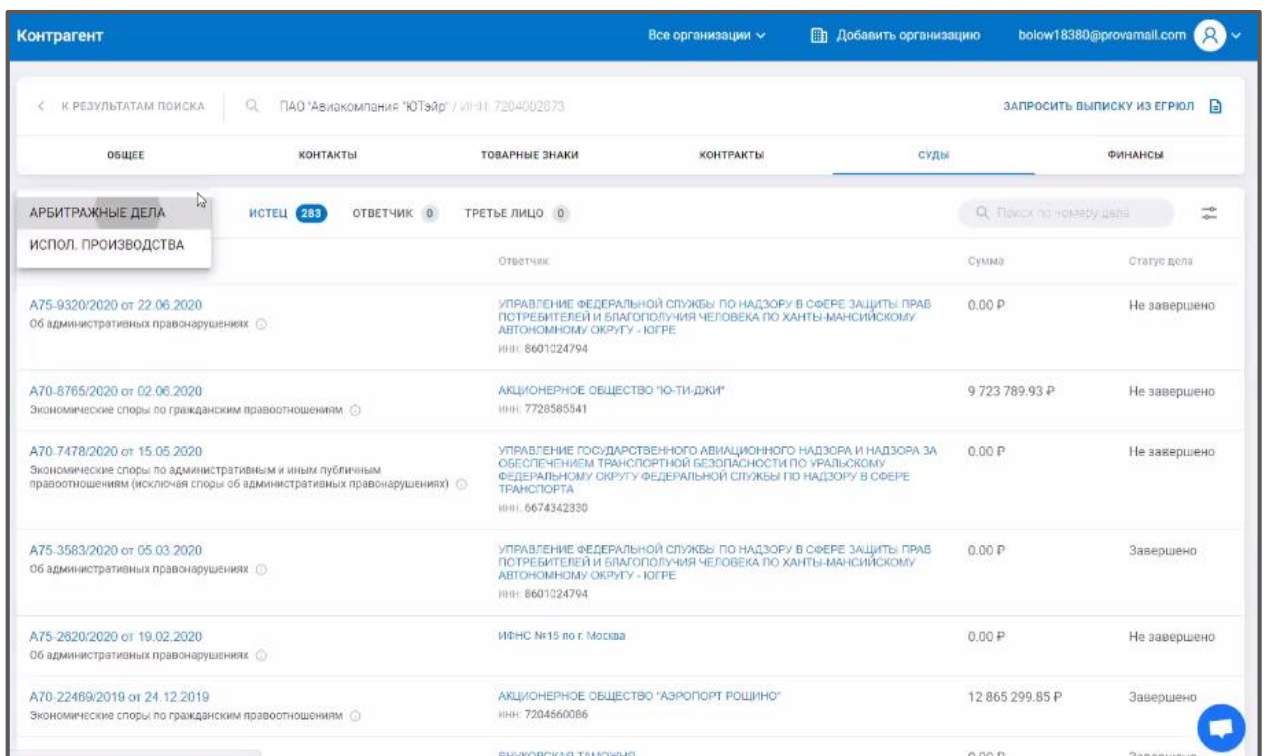 Контрагент
Все организации
Добавить организацию
bolow18380@provamail.com
К РЕЗУЛЬТАТАМ ПОИСКА
ПАО "Авиакомпания "ЮТэйр" / ИНН: 7204002873
ЗАПРОСИТЬ ВЫПИСКУ ИЗ ЕГРЮЛ
ОБЩЕЕ
КОНТАКТЫ
ТОВАРНЫЕ ЗНАКИ
КОНТРАКТЫ
СУДЫ
ФИНАНСЫ
АРБИТРАЖНЫЕ ДЕЛА
ИСПОЛ. ПРОИЗВОДСТВА
ИСТЕЦ 283
ОТВЕТЧИК 0
ТРЕТЬЕ ЛИЦО 0
Поиск по номеру дела
Ответчик
Сумма
Статус дела
А75-9320/2020 от 22.06.2020
Об административных правонарушениях
УПРАВЛЕНИЕ ФЕДЕРАЛЬНОЙ СЛУЖБЫ ПО НАДЗОРУ В СФЕРЕ ЗАЩИТЫ ПРАВ
ПОТРЕБИТЕЛЕЙ И БЛАГОПОЛУЧИЯ ЧЕЛОВЕКА ПО ХАНТЫ-МАНСИЙСКОМУ
АВТОНОМНОМУ ОКРУГУ - ЮГРЕ
ИНН: 8601024794
0.00 ₽
Не завершено
А70-8765/2020 от 02.06.2020
Экономические споры по гражданским правоотношениям
АКЦИОНЕРНОЕ ОБЩЕСТВО "Ю-ТИ-ДЖИ"
ИНН: 7728585541
9 723 789.93 ₽
Не завершено
А70-7478/2020 от 15.05.2020
Экономические споры по административным и иным публичным
правоотношениям (исключая споры об административных правонарушениях)
УПРАВЛЕНИЕ ГОСУДАРСТВЕННОГО АВИАЦИОННОГО НАДЗОРА И НАДЗОРА ЗА
ОБЕСПЕЧЕНИЕМ ТРАНСПОРТНОЙ БЕЗОПАСНОСТИ ПО УРАЛЬСКОМУ
ФЕДЕРАЛЬНОМУ ОКРУГУ ФЕДЕРАЛЬНОЙ СЛУЖБЫ ПО НАДЗОРУ В СФЕРЕ
ТРАНСПОРТА
ИНН: 6674342330
0.00 ₽
Не завершено
А75-3583/2020 от 05.03.2020
Об административных правонарушениях
УПРАВЛЕНИЕ ФЕДЕРАЛЬНОЙ СЛУЖБЫ ПО НАДЗОРУ В СФЕРЕ ЗАЩИТЫ ПРАВ
ПОТРЕБИТЕЛЕЙ И БЛАГОПОЛУЧИЯ ЧЕЛОВЕКА ПО ХАНТЫ-МАНСИЙСКОМУ
АВТОНОМНОМУ ОКРУГУ - ЮГРЕ
ИНН: 8601024794
0.00 ₽
Завершено
А75-2620/2020 от 19.02.2020
Об административных правонарушениях
ИФНС №15 по г. Москва
0.00 ₽
Не завершено
А70-22469/2019 от 24.12.2019
Экономические споры по гражданским правоотношениям
АКЦИОНЕРНОЕ ОБЩЕСТВО "АЭРОПОРТ РОЩИНО"
ИНН: 7204660086
12 865 299.85 ₽
Завершено
ВНУКОВСКАЯ ТАМОЖНЯ
0.00 ₽